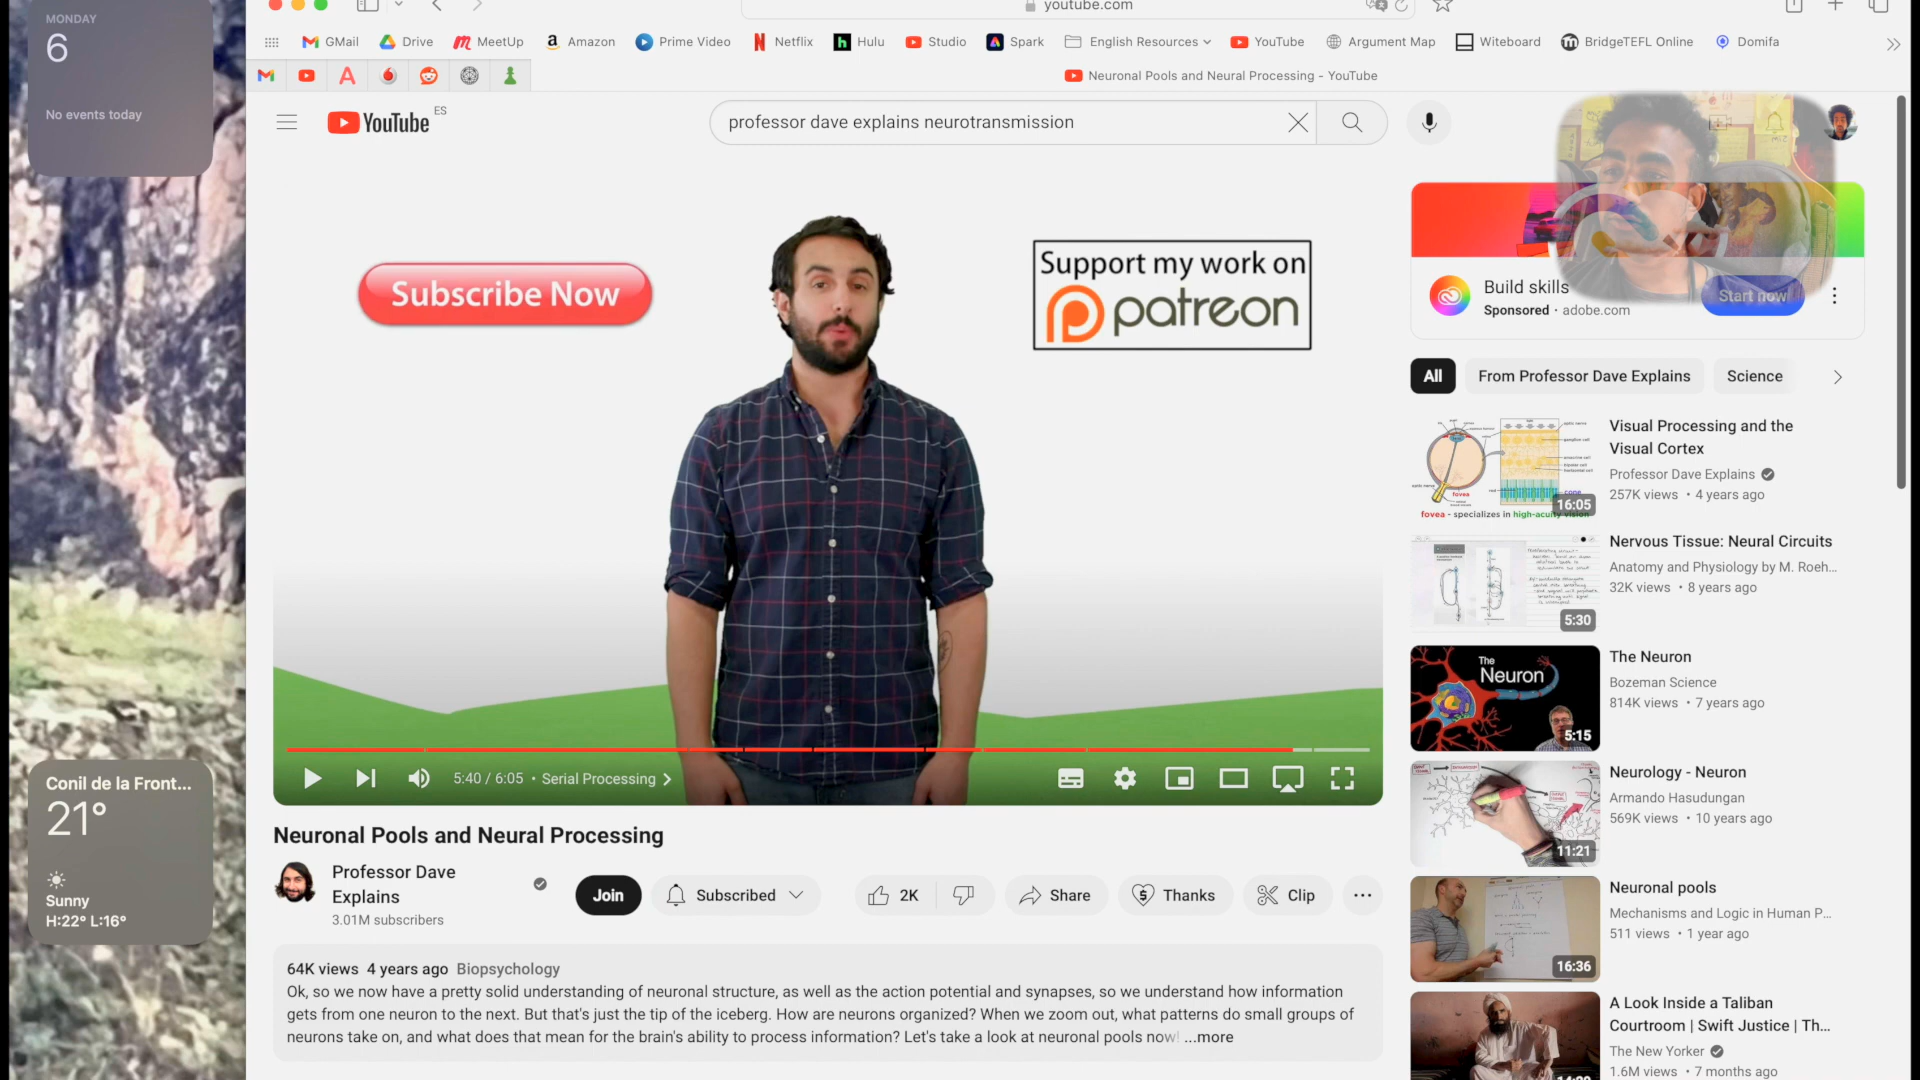 MONDAY
6
No events today
youtube.com
GMail
Drive
MeetUp
Amazon
Prime Video
Netflix
Hulu
Studio
Spark
English Resources
YouTube
Argument Map
Witeboard
BridgeTEFL Online
Domifa
Neuronal Pools and Neural Processing - YouTube
YouTube ES
professor dave explains neurotransmission
Subscribe Now
Support my work on
patreon
5:40 / 6:05 • Serial Processing
Neuronal Pools and Neural Processing
Professor Dave
Explains
3.01M subscribers
Join
Subscribed
2K
Share
Thanks
Clip
64K views 4 years ago Biopsychology
Ok, so we now have a pretty solid understanding of neuronal structure, as well as the action potential and synapses, so we understand how information
gets from one neuron to the next. But that's just the tip of the iceberg. How are neurons organized? When we zoom out, what patterns do small groups of
neurons take on, and what does that mean for the brain's ability to process information? Let's take a look at neuronal pools now! ...more
Build skills
Sponsored · adobe.com
Start now
All
From Professor Dave Explains
Science
fovea
cone
fovea - specializes in high-acuity vision
16:05
Visual Processing and the
Visual Cortex
Professor Dave Explains
257K views • 4 years ago
5:30
Nervous Tissue: Neural Circuits
Anatomy and Physiology by M. Roeh...
32K views • 8 years ago
The
Neuron
5:15
The Neuron
Bozeman Science
814K views • 7 years ago
11:21
Neurology - Neuron
Armando Hasudungan
569K views • 10 years ago
16:36
Neuronal pools
Mechanisms and Logic in Human P...
511 views • 1 year ago
A Look Inside a Taliban
Courtroom | Swift Justice | Th...
The New Yorker
1.6M views • 7 months ago
Conil de la Front...
21°
Sunny
H:22° L:16°